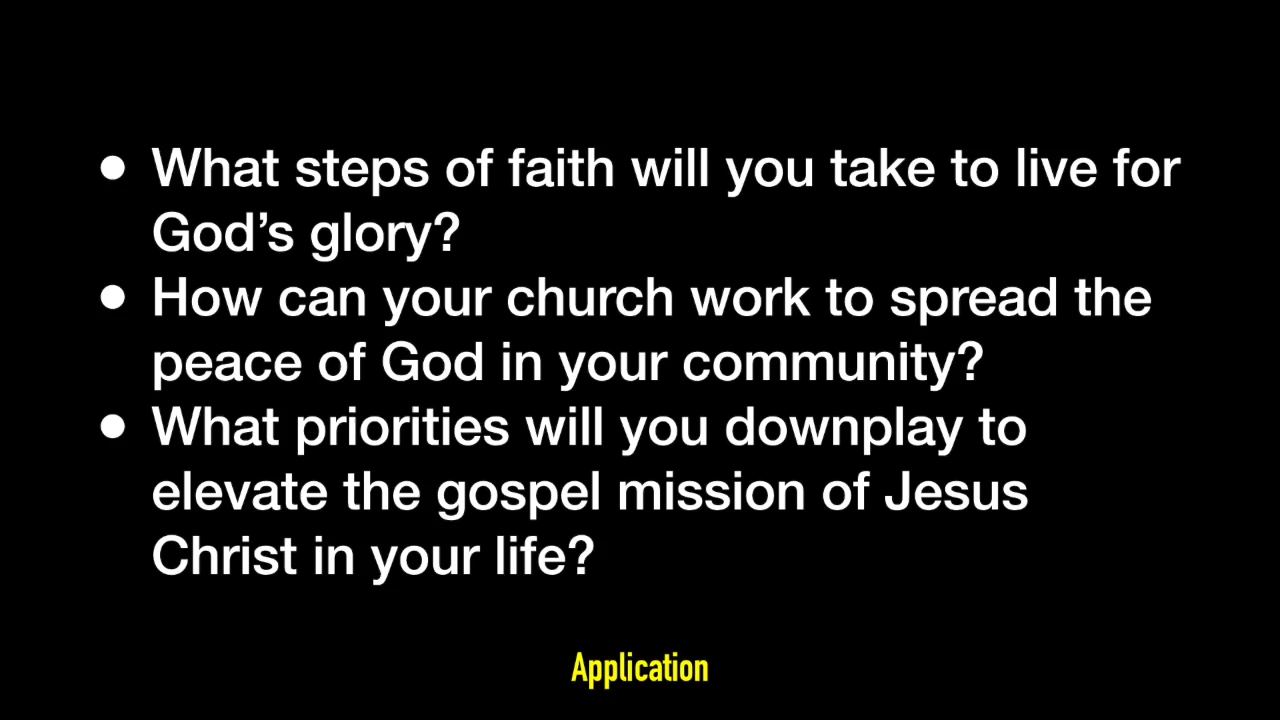 • What steps of faith will you take to live for
God’s glory?
• How can your church work to spread the
peace of God in your community?
• What priorities will you downplay to
elevate the gospel mission of Jesus
Christ in your life?
Application